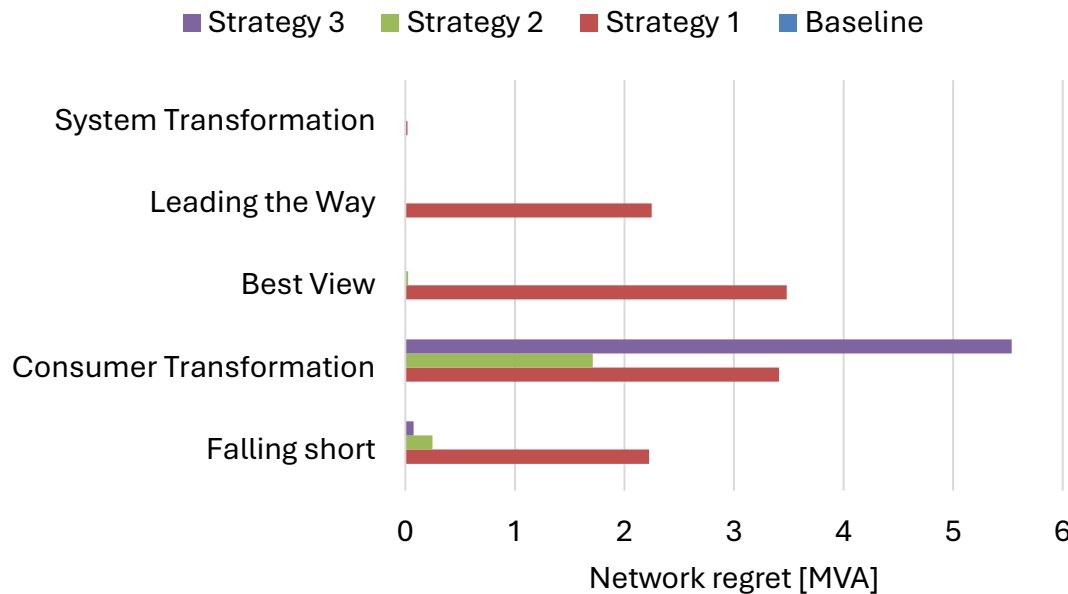 Strategy 3 Strategy 2 Strategy 1 Baseline
System Transformation
Leading the Way
Best View
Consumer Transformation
Falling short
0 1 2 3 4 5 6
Network regret [MVA]